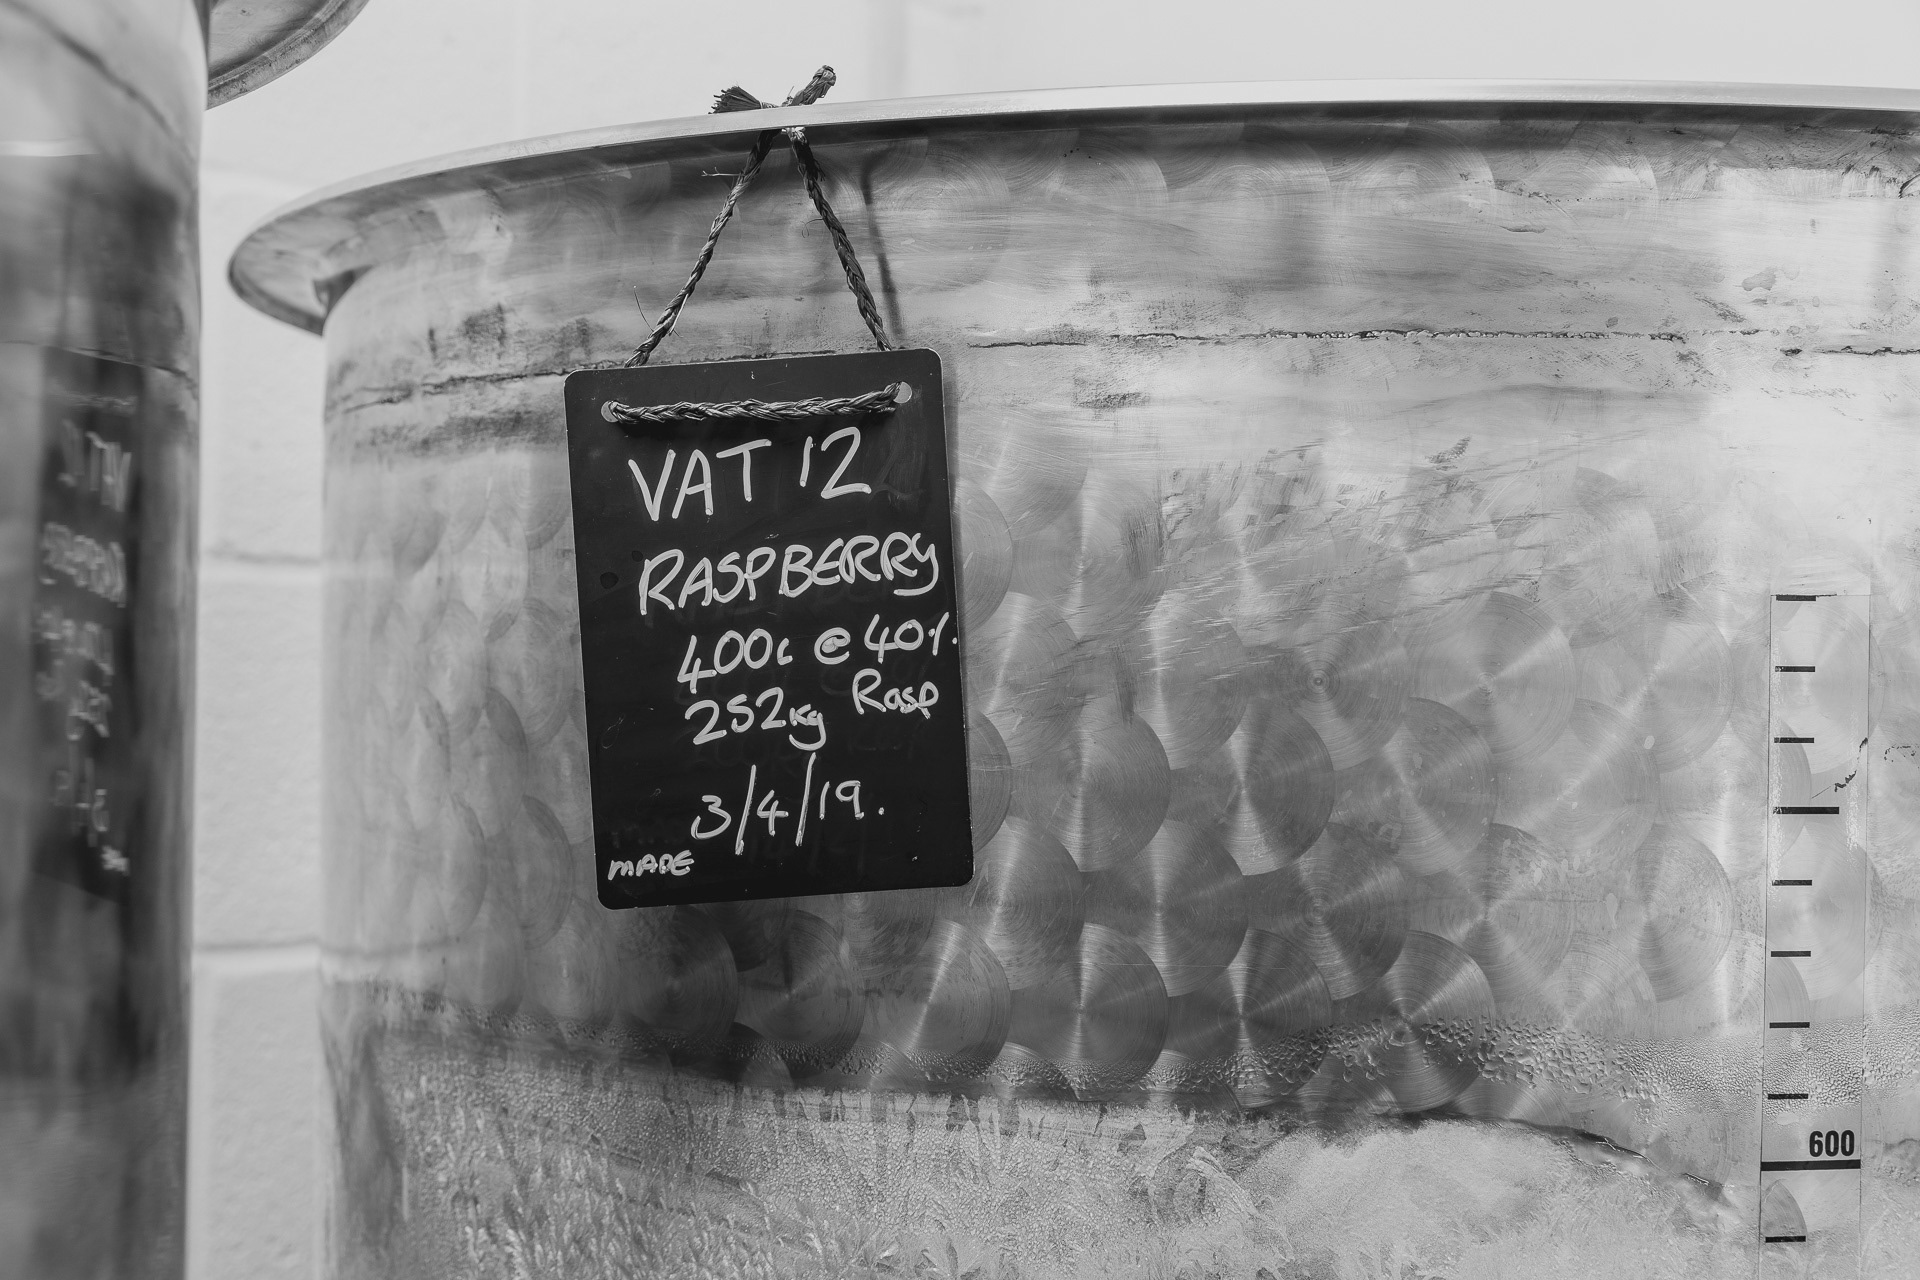 VAT 12
RASPBERRY
400L @ 40%.
252kg Rasp
3/4/19.
MADE
600